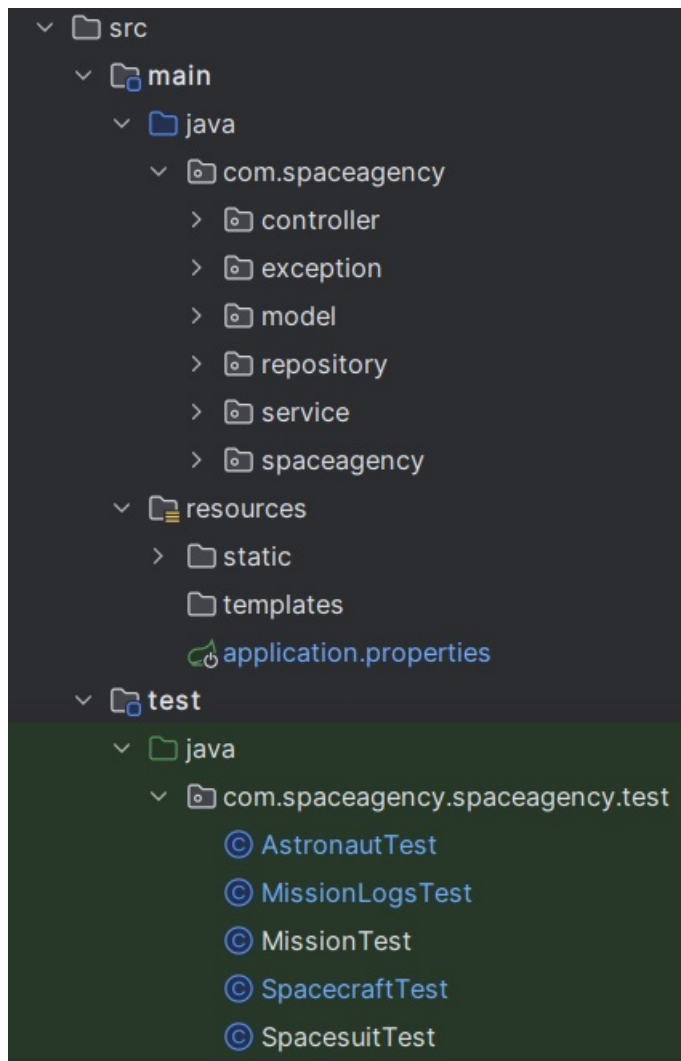 src
main
java
com.spaceagency
controller
exception
model
repository
service
spaceagency
resources
static
templates
application.properties
test
java
com.spaceagency.spaceagency.test
AstronautTest
MissionLogsTest
MissionTest
SpacecraftTest
SpacesuitTest